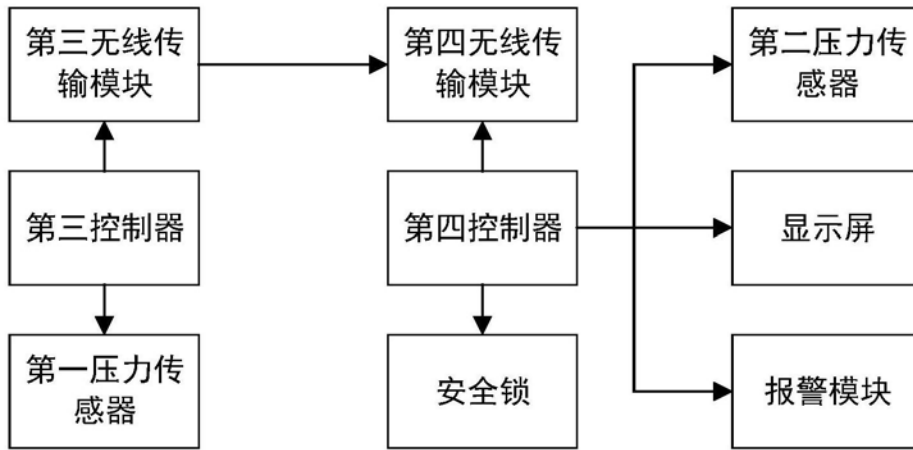 第三无线传
输模块
第四无线传
输模块
第二压力传
感器
第三控制器
第四控制器
显示屏
第一压力传
感器
安全锁
报警模块